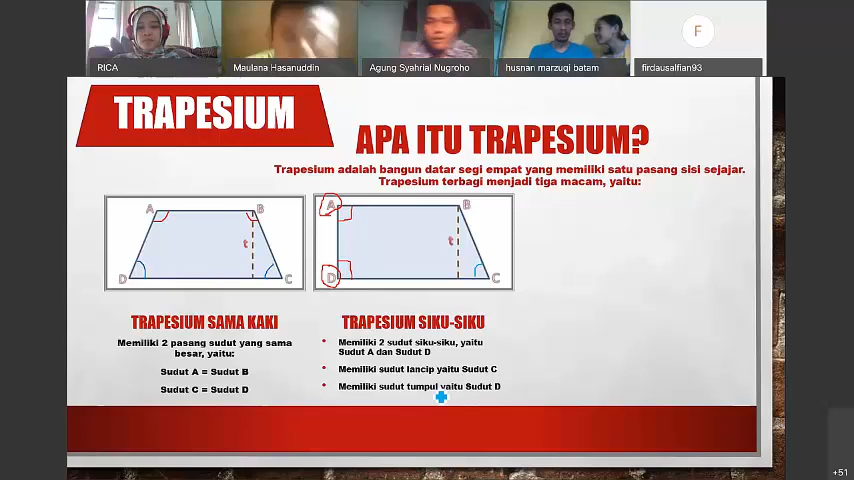 RICA
Maulana Hasanuddin
Agung Syahrial Nugroho
husnan marzuqi batam
F
firdausalfian93
TRAPESIUM
APA ITU TRAPESIUM?
Trapesium adalah bangun datar segi empat yang memiliki satu pasang sisi sejajar.
Trapesium terbagi menjadi tiga macam, yaitu:
A
B
t
D
C
A
B
t
D
C
TRAPESIUM SAMA KAKI
Memiliki 2 pasang sudut yang sama
besar, yaitu:
Sudut A = Sudut B
Sudut C = Sudut D
TRAPESIUM SIKU-SIKU
• Memiliki 2 sudut siku-siku, yaitu
Sudut A dan Sudut D
• Memiliki sudut lancip yaitu Sudut C
• Memiliki sudut tumpul yaitu Sudut D
+51